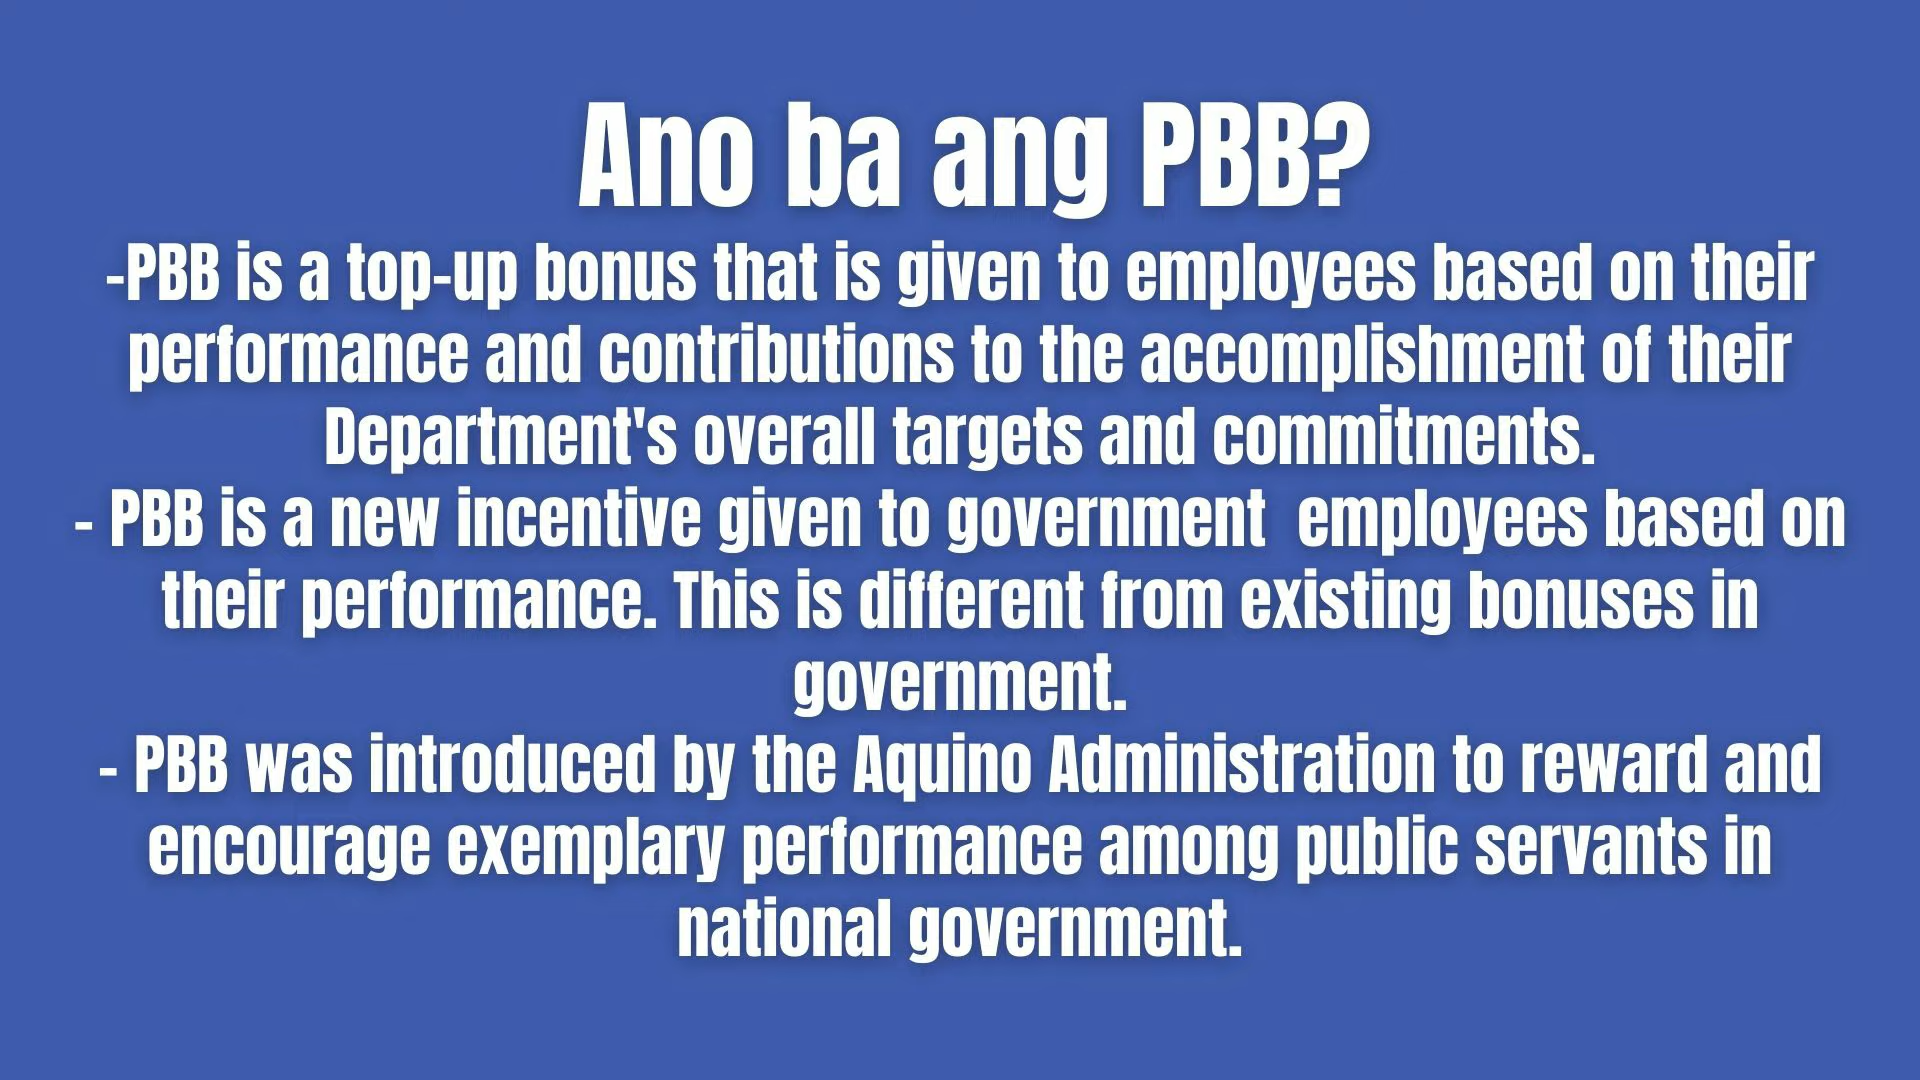 Ano ba ang PBB?
-PBB is a top-up bonus that is given to employees based on their
performance and contributions to the accomplishment of their
Department's overall targets and commitments.
- PBB is a new incentive given to government  employees based on
their performance. This is different from existing bonuses in
government.
- PBB was introduced by the Aquino Administration to reward and
encourage exemplary performance among public servants in
national government.